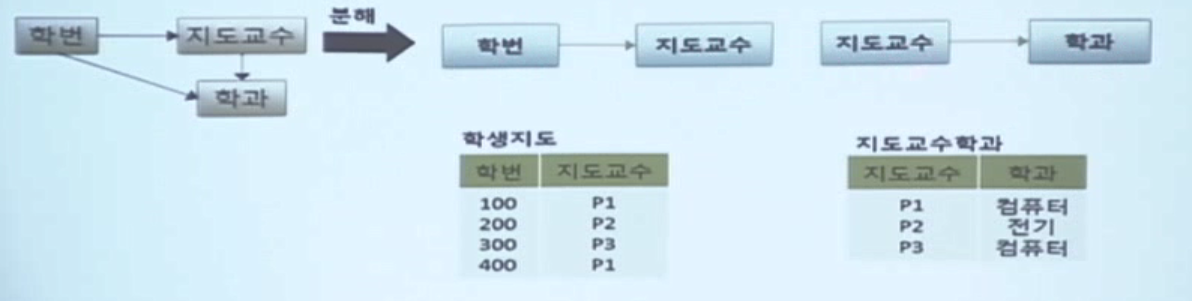 분해
학번 지도교수 학번 지도교수 지도교수 학과
학과
학생지도
학번 지도교수
100 P1
200 P2
300 P3
400 P1
지도교수학과
지도교수 학과
P1 컴퓨터
P2 전기
P3 컴퓨터